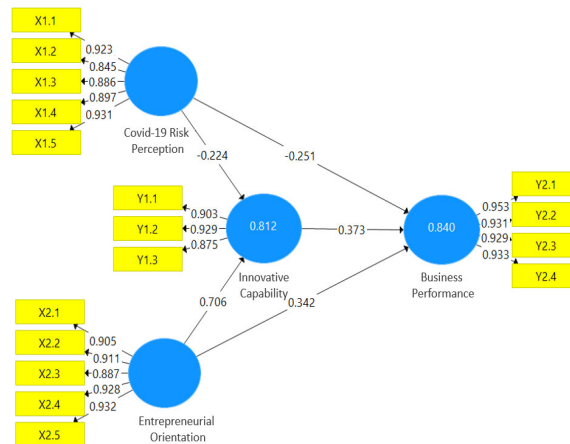 X1.1
X1.2
X1.3
X1.4
X1.5
0.923
0.845
0.886
0.897
0.931
Covid-19 Risk
Perception
-0.224
-0.251
Y1.1
Y1.2
Y1.3
0.903
0.929
0.875
0.812
Innovative
Capability
0.373
0.840
Business
Performance
0.953
0.931
0.929
0.933
Y2.1
Y2.2
Y2.3
Y2.4
0.706
0.342
X2.1
X2.2
X2.3
X2.4
X2.5
0.905
0.911
0.887
0.928
0.932
Entrepreneurial
Orientation